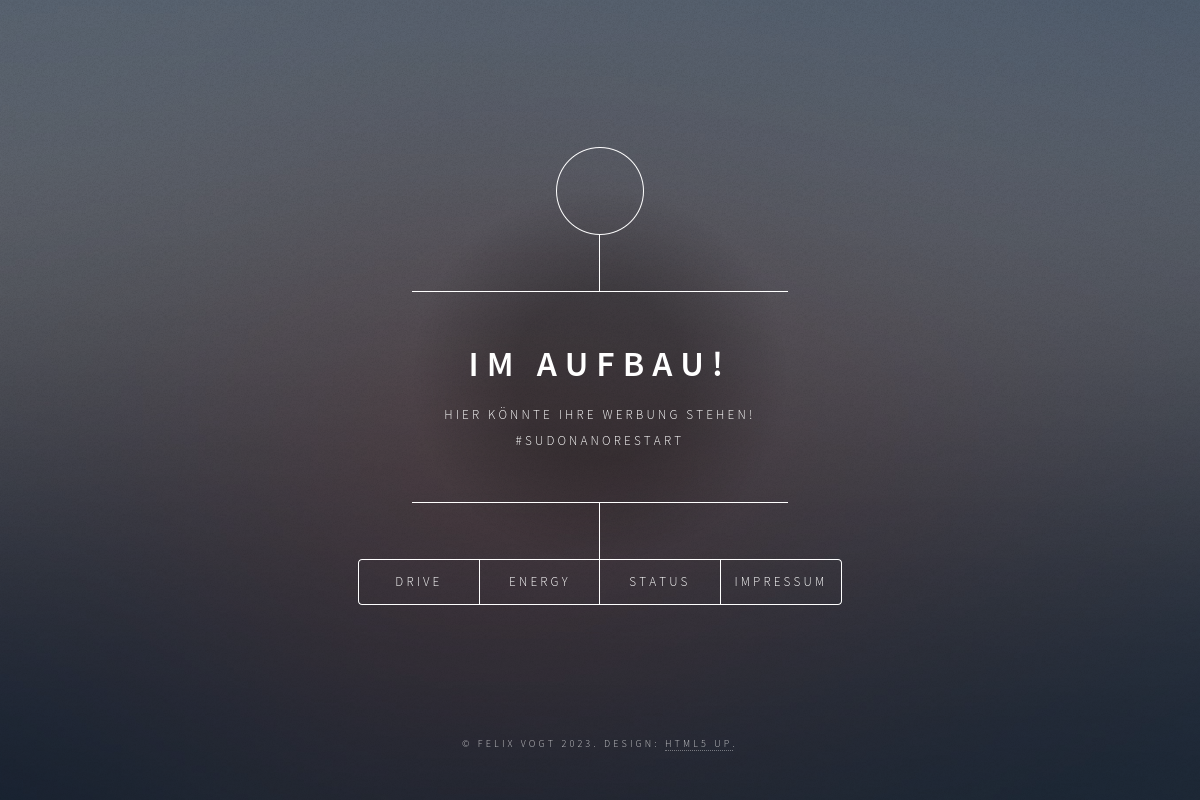 IM AUFBAU!
HIER KÖNNTE IHRE WERBUNG STEHEN!
#SUDONANORESTART
DRIVE
ENERGY
STATUS
IMPRESSUM
© FELIX VOGT 2023. DESIGN: HTML5 UP.